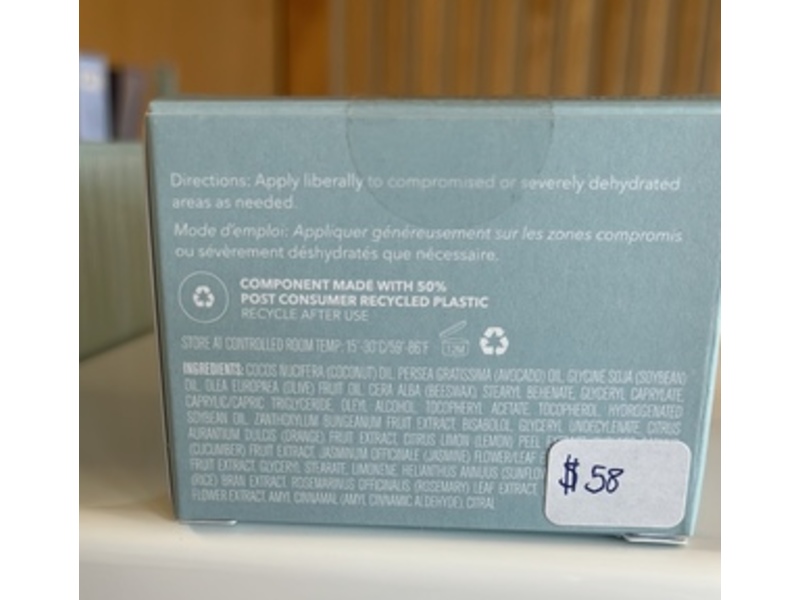 Directions: Apply liberally to compromised or severely dehydrated
areas as needed.
Mode d'emploi: Appliquer généreusement sur les zones compromis
ou sévèrement déshydratés que nécessaire.
COMPONENT MADE WITH 50%
POST CONSUMER RECYCLED PLASTIC
RECYCLE AFTER USE
STORE AT CONTROLLED ROOM TEMP: 15°-30°C/59°-86°F
12M
INGREDIENTS: COCOS NUCIFERA (COCONUT) OIL, PERSEA GRATISSIMA (AVOCADO) OIL, GLYCINE SOJA (SOYBEAN)
OIL, OLEA EUROPAEA (OLIVE) FRUIT OIL, CERA ALBA (BEESWAX), STEARYL BEHENATE, GLYCERYL CAPRYLATE,
CAPRYLIC/CAPRIC TRIGLYCERIDE, OLEYL ALCOHOL, TOCOPHERYL ACETATE, TOCOPHEROL, HYDROGENATED
SOYBEAN OIL, ZANTHOXYLUM BUNGEANUM FRUIT EXTRACT, BISABOLOL, GLYCERYL UNDECYLENATE, CITRUS
AURANTIUM DULCIS (ORANGE) FRUIT EXTRACT, CITRUS LIMON (LEMON) PEEL
(CUCUMBER) FRUIT EXTRACT, JASMINUM OFFICINALE (JASMINE) FLOWER/LEAF
FRUIT EXTRACT, GLYCERYL STEARATE, LIMONENE, HELIANTHUS ANNUUS
(RICE) BRAN EXTRACT, ROSEMARINUS OFFICINALIS (ROSEMARY) LEAF EXTRACT,
FLOWER EXTRACT, AMYL CINNAMAL (AMYL CINNAMIC ALDEHYDE), CITRAL
$58